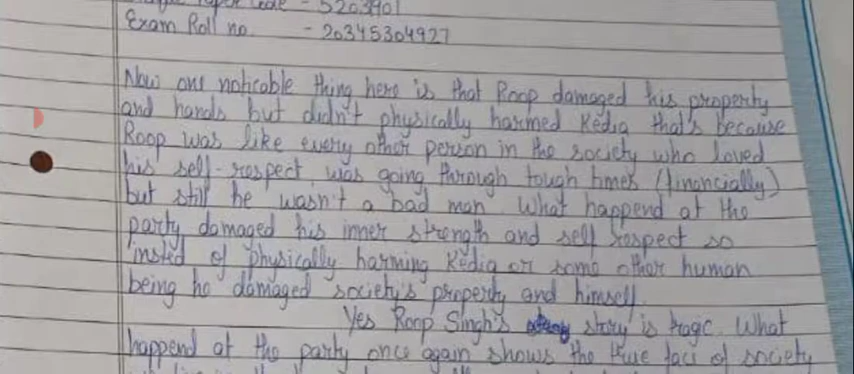 Paper Code - 5203901
Exam Roll no. - 20345304927
Now one noticable thing here is that Roop damaged his property
and hands but didn't physically harmed Kedia that's because
Roop was like every other person in the society who loved
his self-respect, was going through tough times (financially)
but still he wasn't a bad man. What happend at the
party damaged his inner strength and self respect so
insted of physically harming Kedia or some other human
being he damaged society's property and himself.
Yes Roop Singh's story is tragic. What
happend at the party once again shows the true face of society